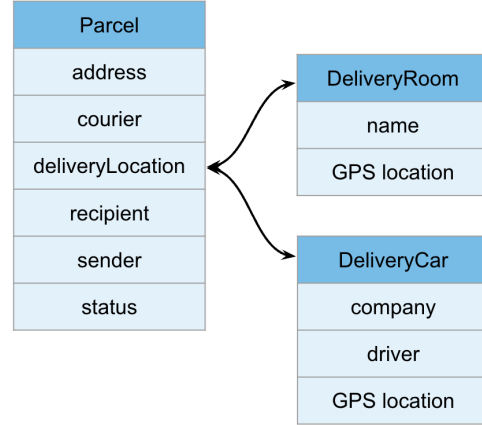 Parcel
address
courier
deliveryLocation
recipient
sender
status
DeliveryRoom
name
GPS location
DeliveryCar
company
driver
GPS location